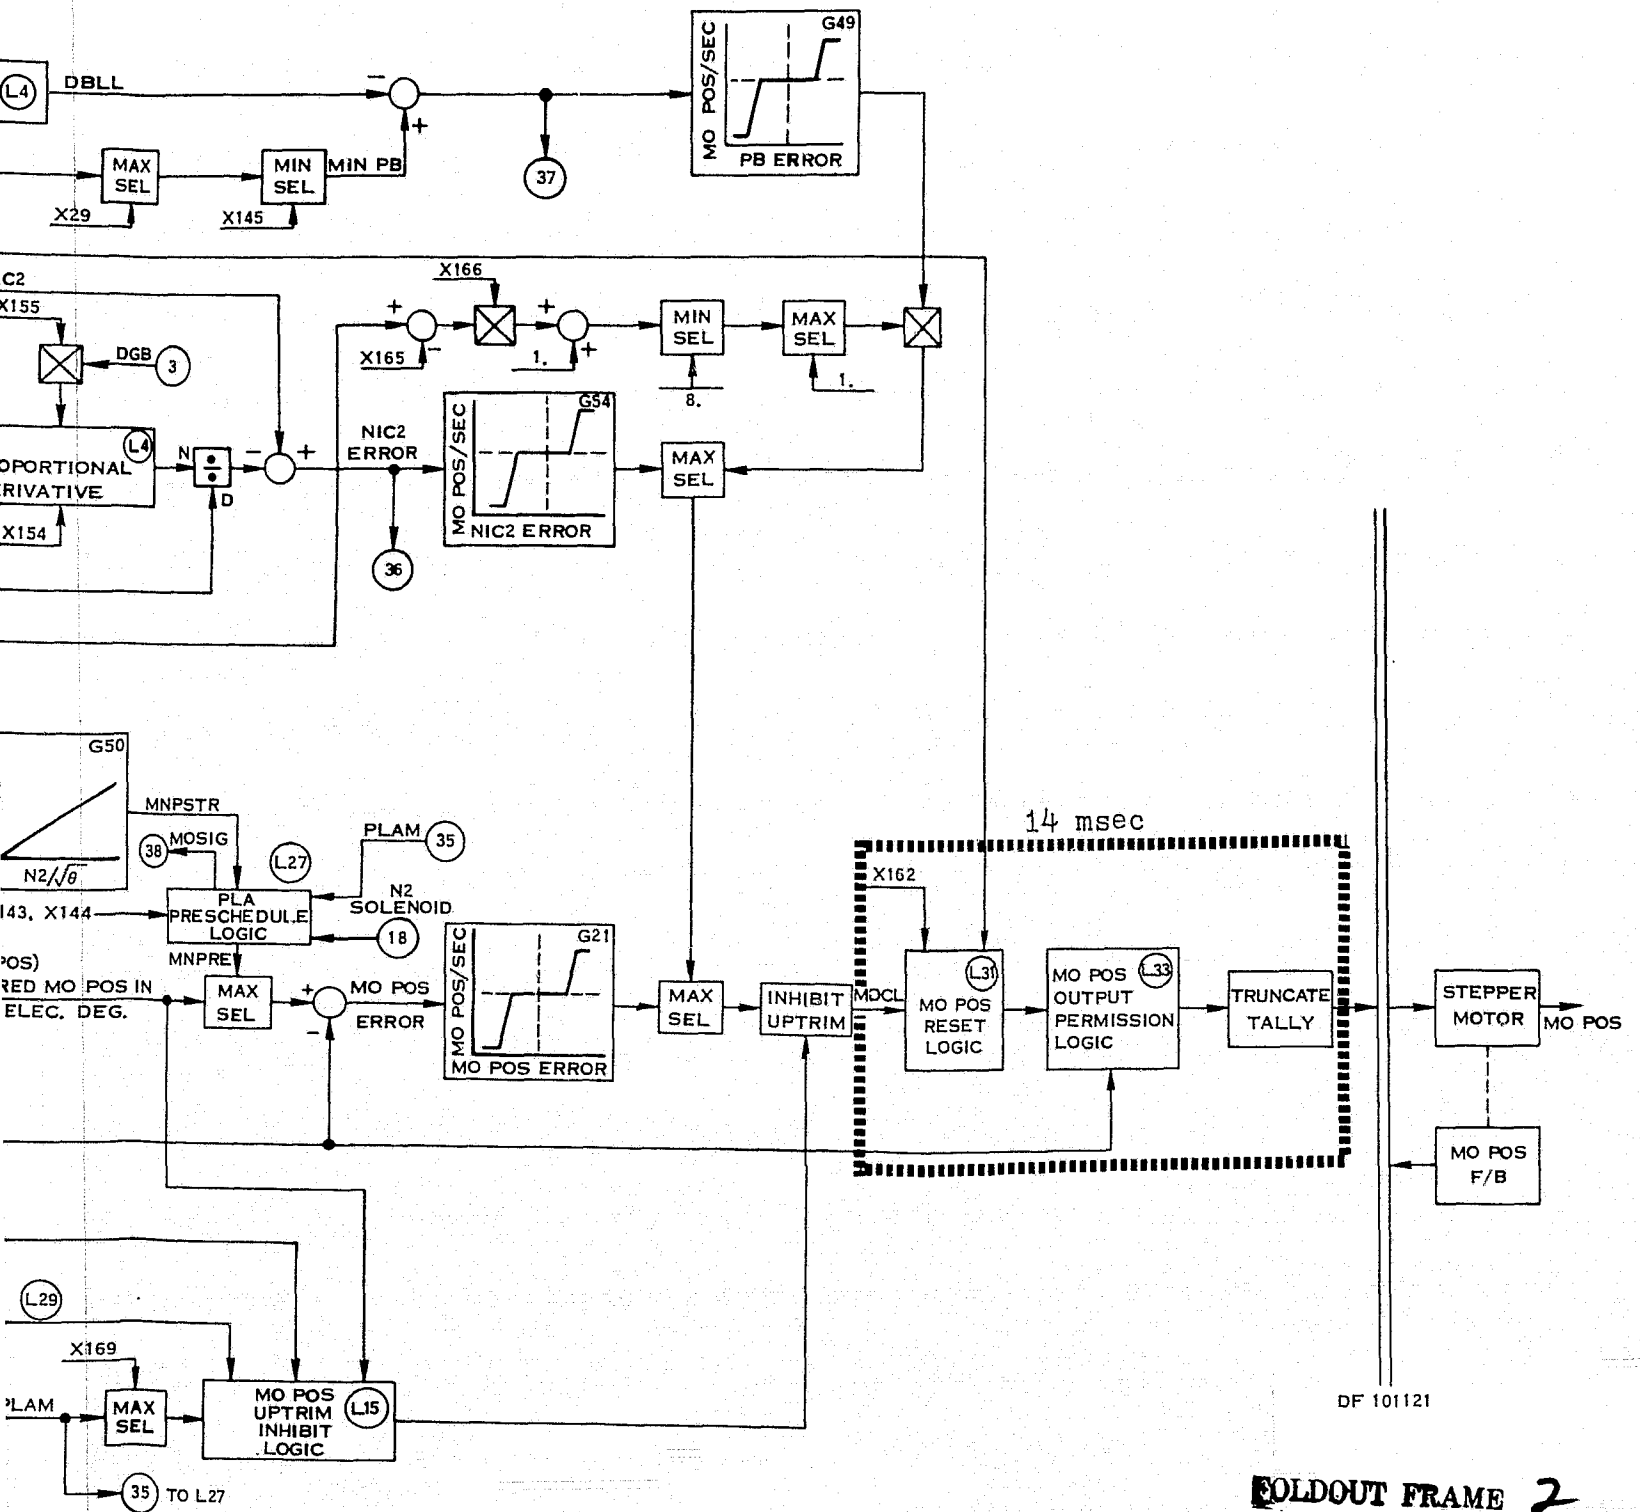 G49
MO POS/SEC
PB ERROR
L4
DBLL
−
+
37
MAX
SEL
MIN
SEL
MIN PB
X29
X145
C2
X155
X166
DGB
3
+
−
X165
+
+
1.
MIN
SEL
8.
MAX
SEL
1.
L4
OPORTIONAL
ERIVATIVE
X154
N
÷
D
−
+
NIC2
ERROR
36
G54
MO POS/SEC
NIC2 ERROR
MAX
SEL
G50
N2/√θ
MNPSTR
MOSIG
38
L27
PLAM
35
PLA
PRESCHEDULE
LOGIC
N2
SOLENOID
18
143, X144
MNPRE
POS)
RED MO POS IN
ELEC. DEG.
MAX
SEL
+
−
MO POS
ERROR
G21
MO POS/SEC
MO POS ERROR
MAX
SEL
INHIBIT
UPTRIM
14 msec
X162
MOCL
L31
MO POS
RESET
LOGIC
L33
MO POS
OUTPUT
PERMISSION
LOGIC
TRUNCATE
TALLY
STEPPER
MOTOR
MO POS
MO POS
F/B
L29
X169
PLAM
MAX
SEL
MO POS
UPTRIM
INHIBIT
LOGIC
L15
35 TO L27
DF 101121
FOLDOUT FRAME 2